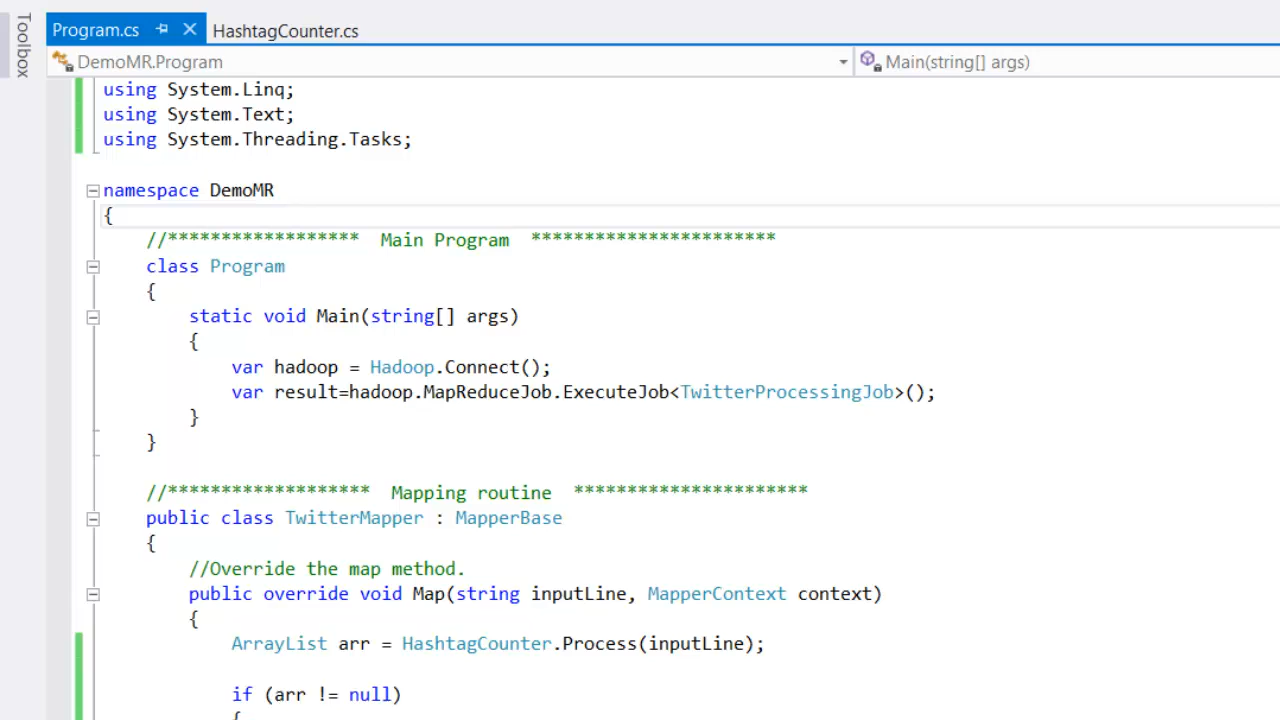 Toolbox
Program.cs HashtagCounter.cs
DemoMR.Program Main(string[] args)
using System.Linq;
using System.Text;
using System.Threading.Tasks;
namespace DemoMR
{
//****************** Main Program ***********************
class Program
{
static void Main(string[] args)
{
var hadoop = Hadoop.Connect();
var result=hadoop.MapReduceJob.ExecuteJob<TwitterProcessingJob>();
}
}
//******************* Mapping routine **********************
public class TwitterMapper : MapperBase
{
//Override the map method.
public override void Map(string inputLine, MapperContext context)
{
ArrayList arr = HashtagCounter.Process(inputLine);
if (arr != null)
{